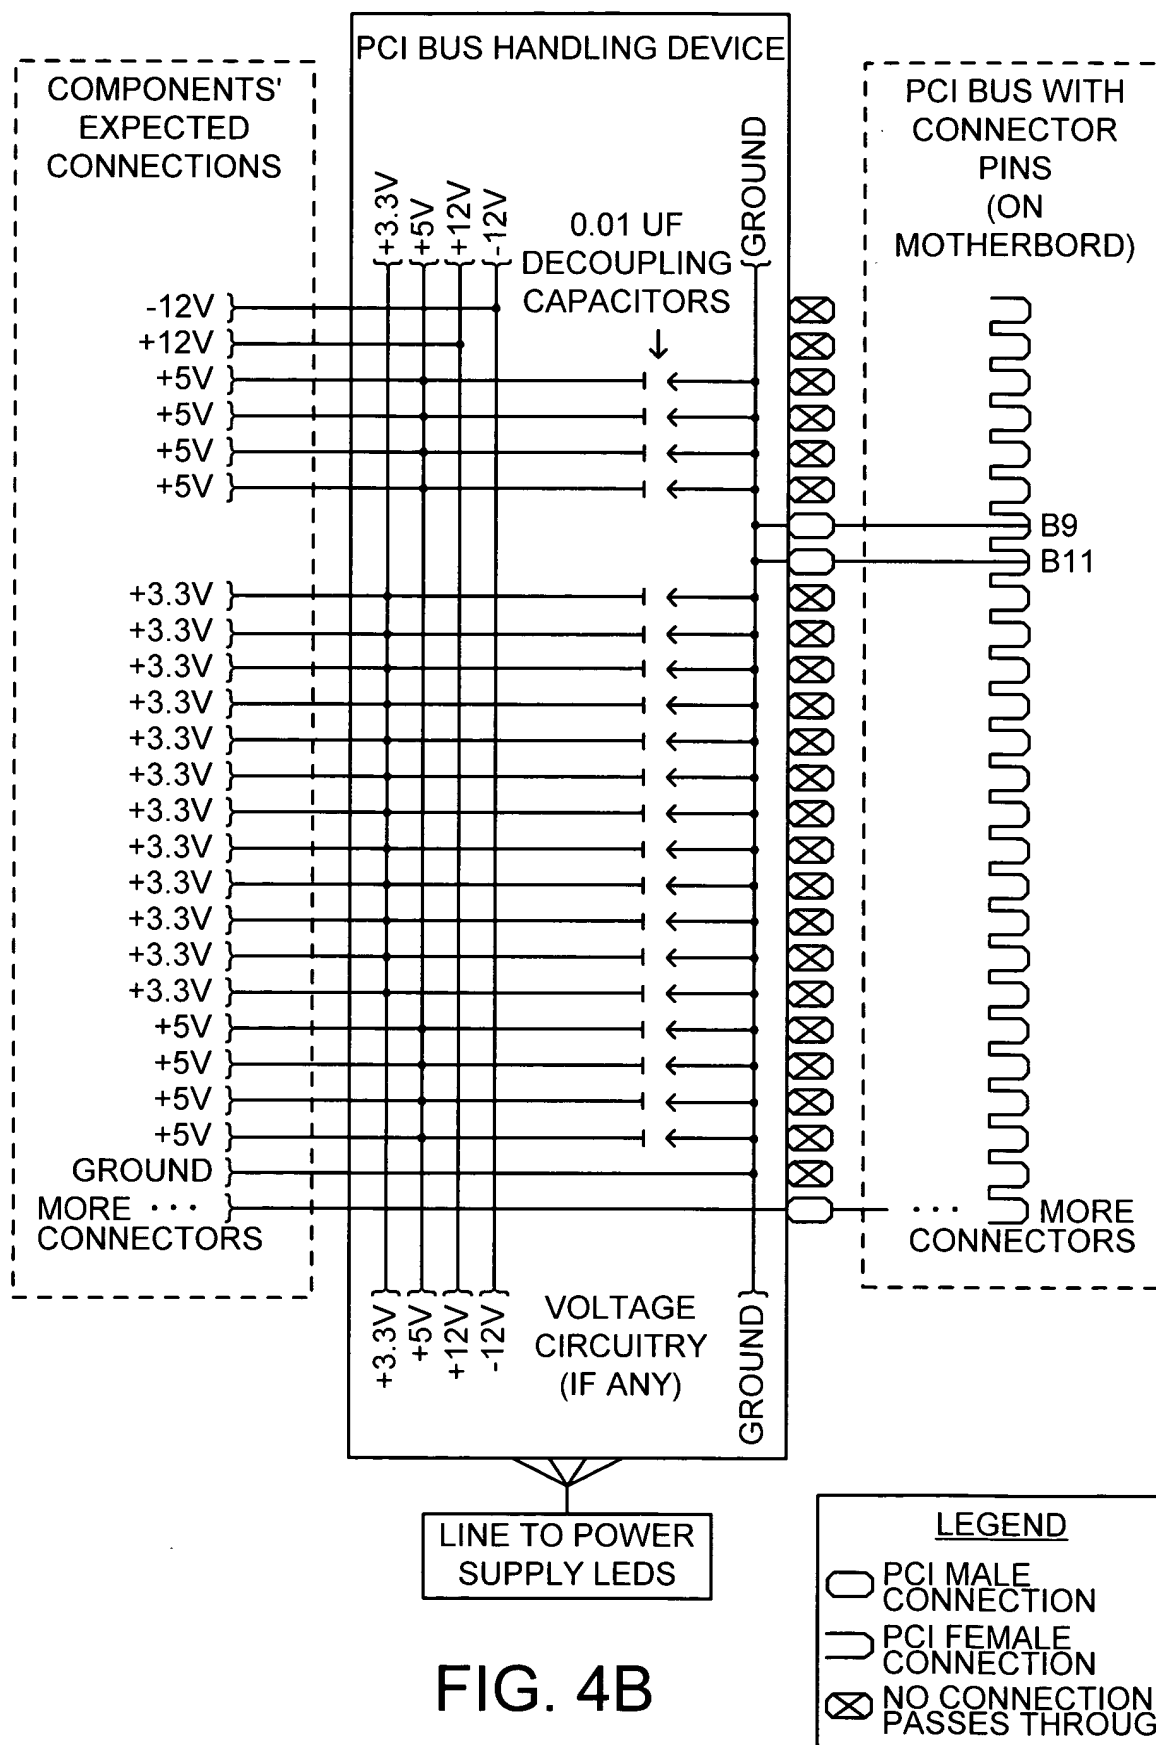 PCI BUS HANDLING DEVICE
COMPONENTS'
EXPECTED
CONNECTIONS
PCI BUS WITH
CONNECTOR
PINS
(ON
MOTHERBORD)
+3.3V
+5V
+12V
-12V
0.01 UF
DECOUPLING
CAPACITORS
GROUND
-12V
+12V
+5V
+5V
+5V
+5V
B9
B11
+3.3V
+3.3V
+3.3V
+3.3V
+3.3V
+3.3V
+3.3V
+3.3V
+3.3V
+3.3V
+3.3V
+3.3V
+5V
+5V
+5V
+5V
GROUND
MORE ···
CONNECTORS
··· MORE
CONNECTORS
+3.3V
+5V
+12V
-12V
VOLTAGE
CIRCUITRY
(IF ANY)
GROUND
LINE TO POWER
SUPPLY LEDS
LEGEND
PCI MALE
CONNECTION
PCI FEMALE
CONNECTION
NO CONNECTION
PASSES THROUG
FIG. 4B